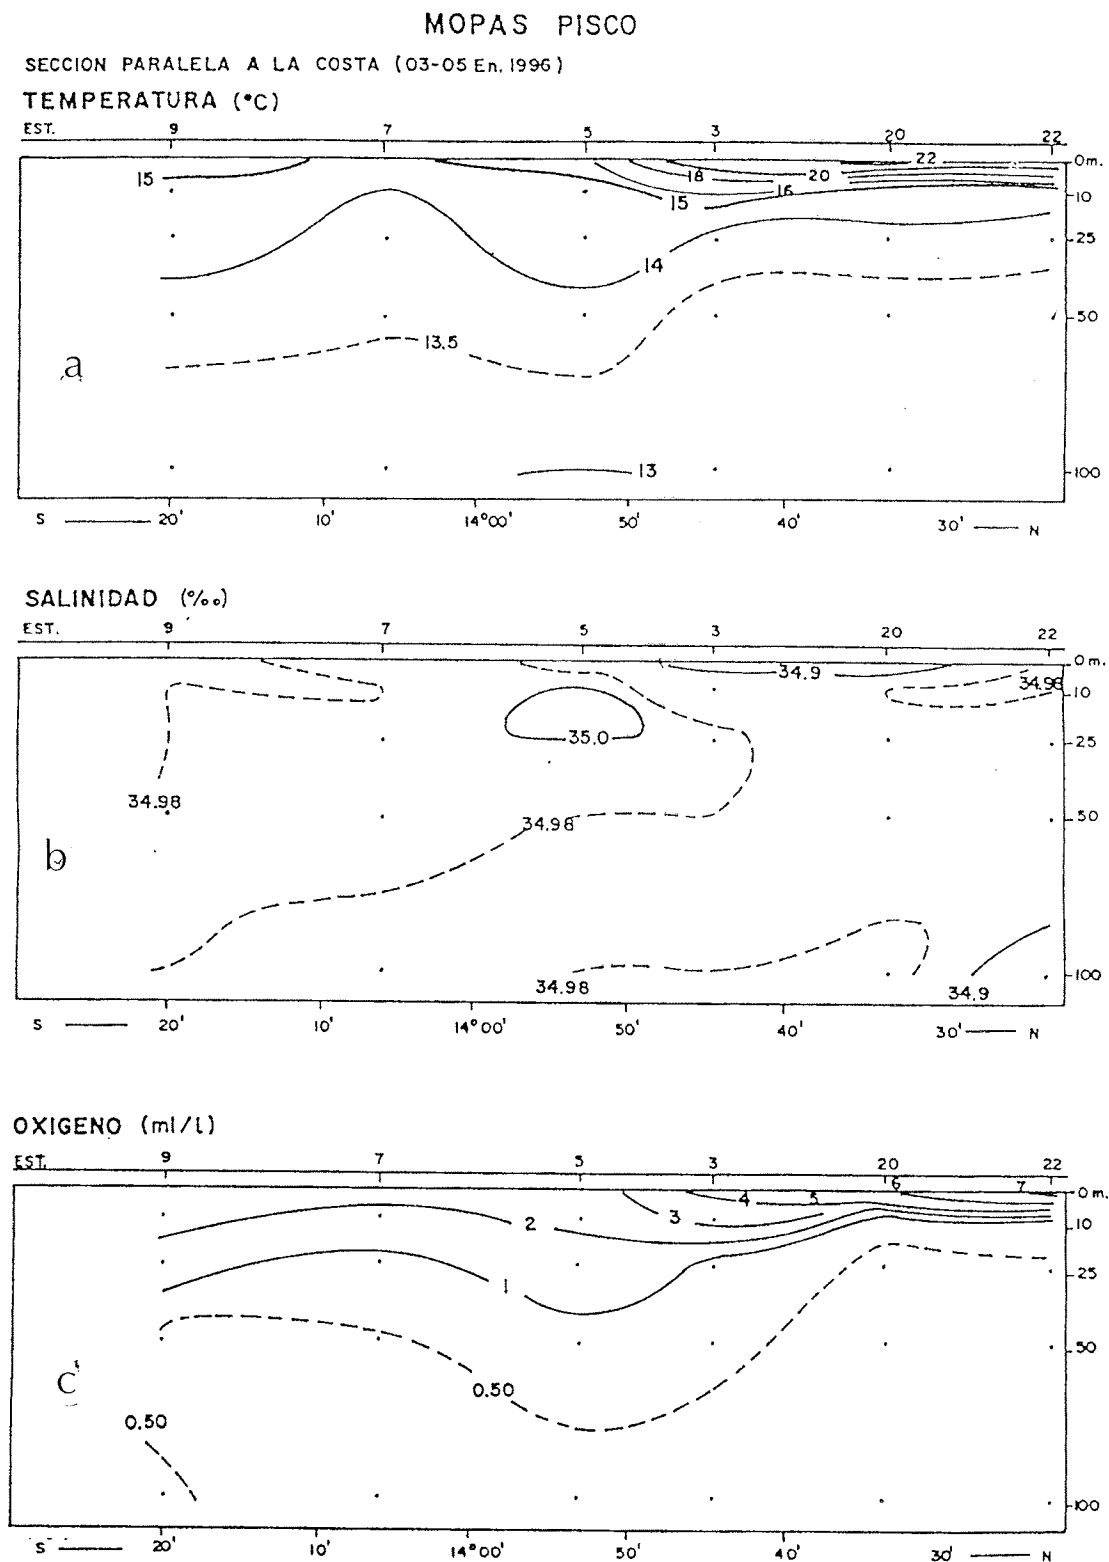 MOPAS PISCO
SECCION PARALELA A LA COSTA (03-05 En. 1996)
TEMPERATURA (°C)
EST. 9 7 5 3 20 22
0m.
22
15 18 20
16
10
15
25
14
50
13.5
a
13
100
S 20' 10' 14°00' 50' 40' 30' N
SALINIDAD (‰)
EST. 9 7 5 3 20 22
0m.
34.9
34.98
10
35.0
25
34.98
50
34.98
b
100
34.98 34.9
S 20' 10' 14°00' 50' 40' 30' N
OXIGENO (ml/l)
EST. 9 7 5 3 20 22
6 7
0m.
4 5
3
2
10
25
1
50
c
0.50
0.50
100
S 20' 10' 14°00' 50' 40' 30' N